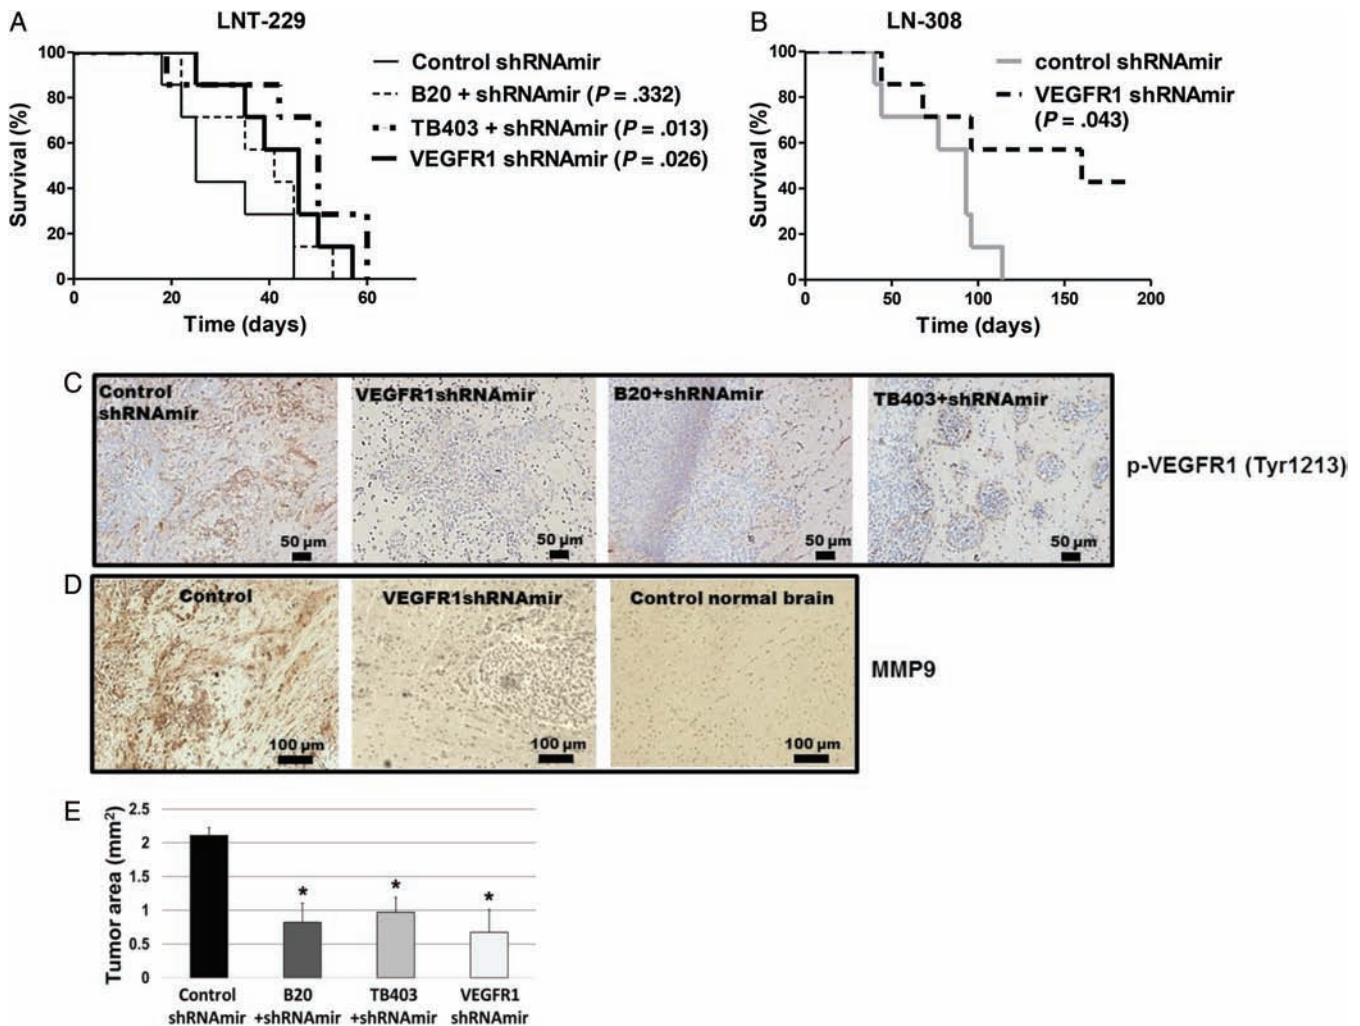 A
LNT-229
100
80
60
40
20
0
Survival (%)
0
20
40
60
Time (days)
Control shRNAmir
B20 + shRNAmir (P = .332)
TB403 + shRNAmir (P = .013)
VEGFR1 shRNAmir (P = .026)
B
LN-308
100
80
60
40
20
0
Survival (%)
0
50
100
150
200
Time (days)
control shRNAmir
VEGFR1 shRNAmir
(P = .043)
C
Control
shRNAmir
50 µm
VEGFR1shRNAmir
50 µm
B20+shRNAmir
50 µm
TB403+shRNAmir
50 µm
p-VEGFR1 (Tyr1213)
D
Control
100 µm
VEGFR1shRNAmir
100 µm
Control normal brain
100 µm
MMP9
E
2.5
2
1.5
1
0.5
0
Tumor area (mm²)
*
*
*
Control
shRNAmir
B20
+shRNAmir
TB403
+shRNAmir
VEGFR1
shRNAmir